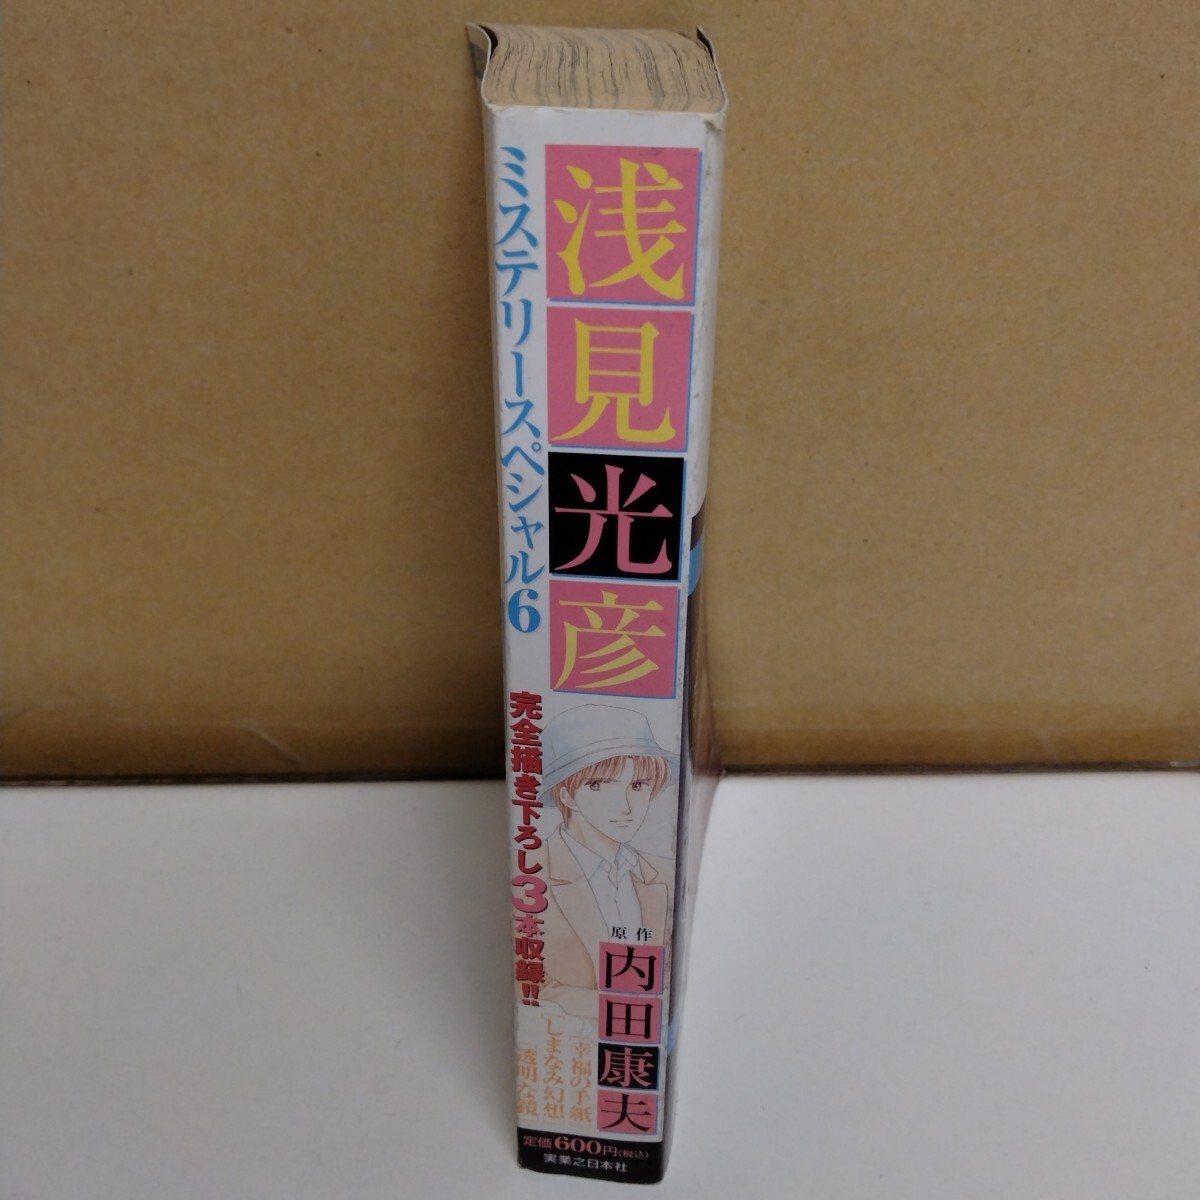 浅見光彦
ミステリースペシャル6
完全描き下ろし3本収録!!
原作
内田康夫
「幸福の手紙」
「しまなみ幻想」
「透明な鏡」
定価600円(税込)
実業之日本社